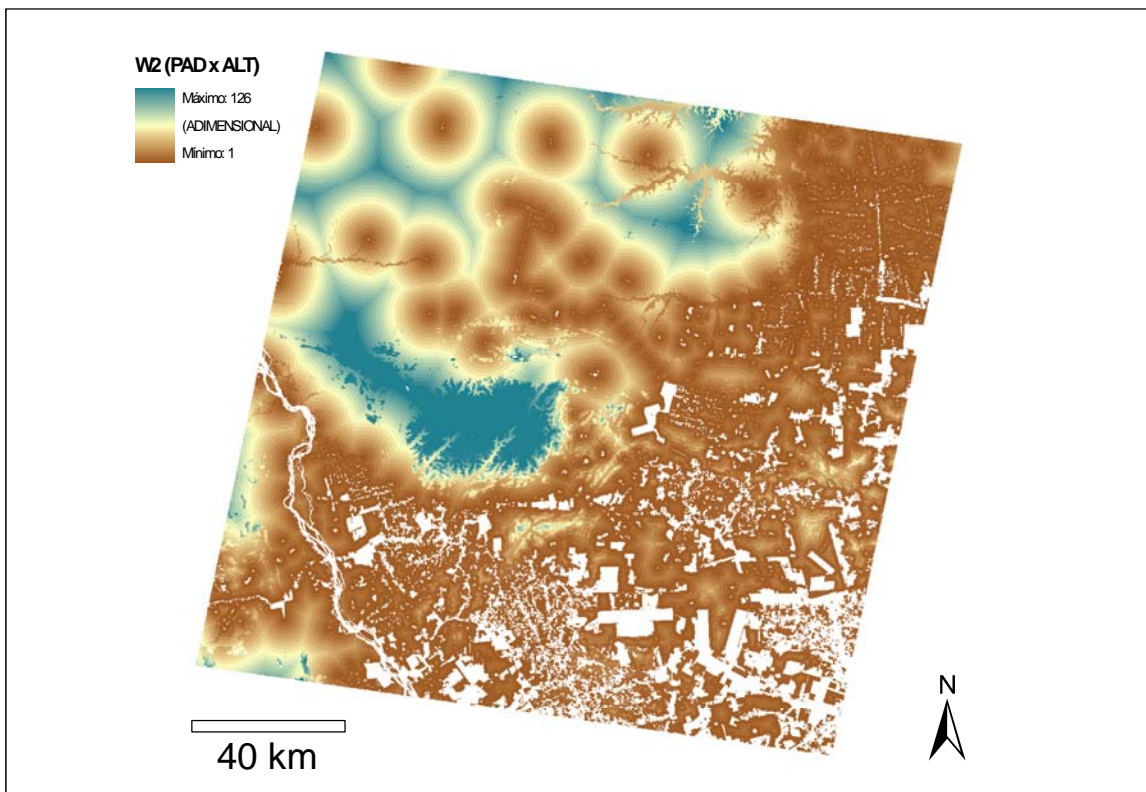 W2 (PAD x ALT)
Máximo: 126
(ADIMENSIONAL)
Mínimo: 1
N
40 km